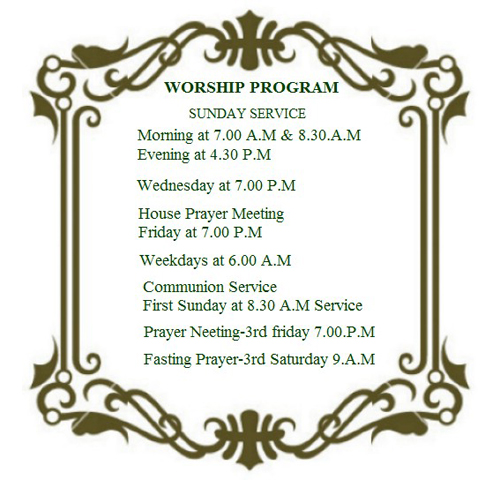 WORSHIP PROGRAM
SUNDAY SERVICE
Morning at 7.00 A.M & 8.30.A.M
Evening at 4.30 P.M
Wednesday at 7.00 P.M
House Prayer Meeting
Friday at 7.00 P.M
Weekdays at 6.00 A.M
Communion Service
First Sunday at 8.30 A.M Service
Prayer Neeting-3rd friday 7.00.P.M
Fasting Prayer-3rd Saturday 9.A.M